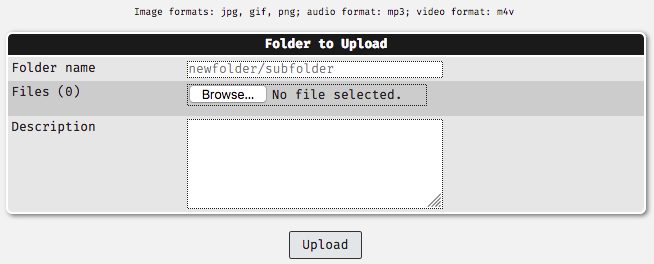 Image formats: jpg, gif, png; audio format: mp3; video format: m4v
Folder to Upload
Folder name newfolder/subfolder
Files (0) Browse... No file selected.
Description
Upload